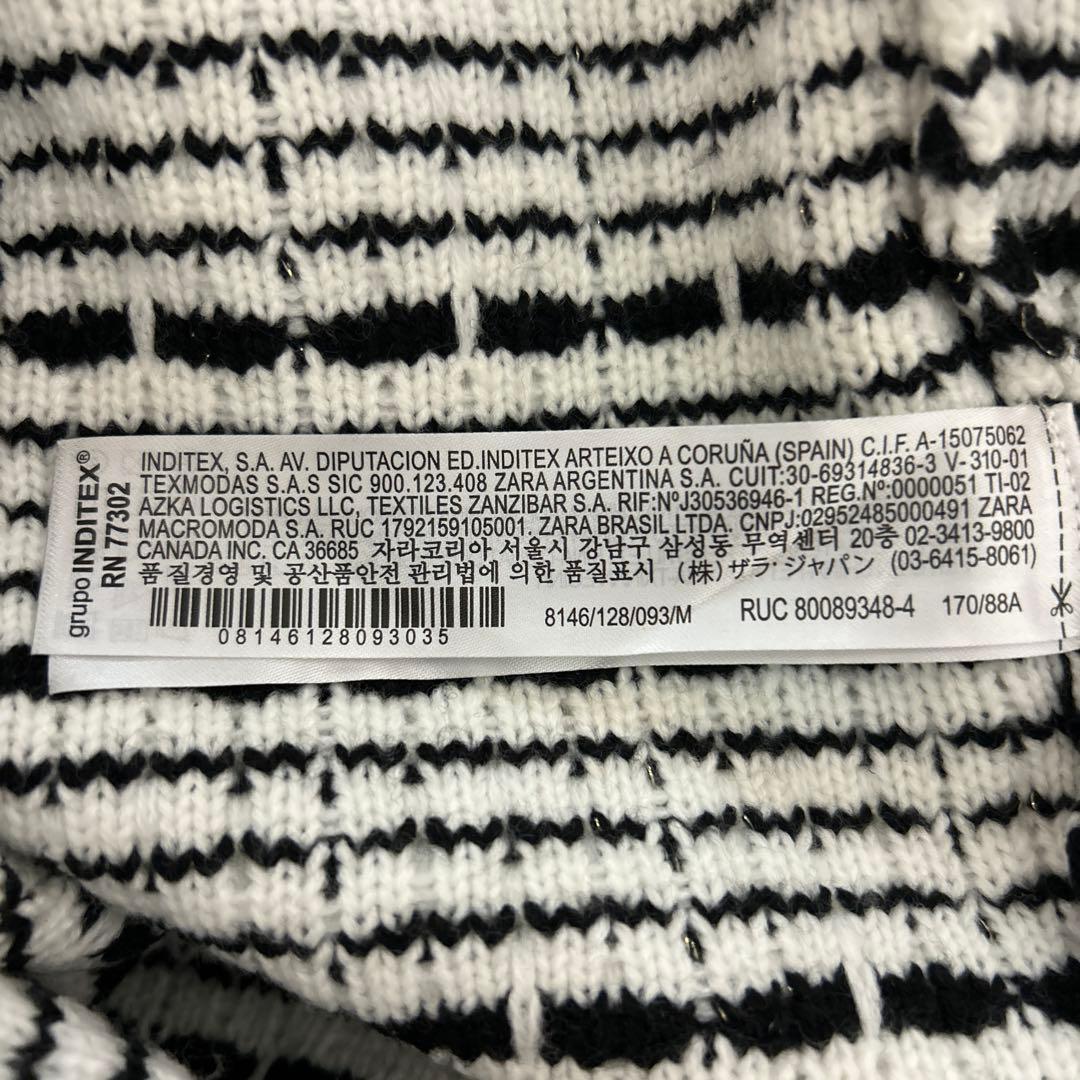 grupo INDITEX®
RN 77302
INDITEX, S.A. AV. DIPUTACION ED.INDITEX ARTEIXO A CORUÑA (SPAIN) C.I.F. A-15075062
TEXMODAS S.A.S SIC 900.123.408 ZARA ARGENTINA S.A. CUIT:30-69314836-3 V-310-01
AZKA LOGISTICS LLC, TEXTILES ZANZIBAR S.A. RIF:NºJ30536946-1 REG.Nº:0000051 TI-02
MACROMODA S.A. RUC 1792159105001. ZARA BRASIL LTDA. CNPJ:02952485000491 ZARA
CANADA INC. CA 36685 자라코리아 서울시 강남구 삼성동 무역센터 20층 02-3413-9800
품질경영 및 공산품안전 관리법에 의한 품질표시 (株)ザラ・ジャパン (03-6415-8061)
08146128093035
8146/128/093/M
RUC 80089348-4
170/88A